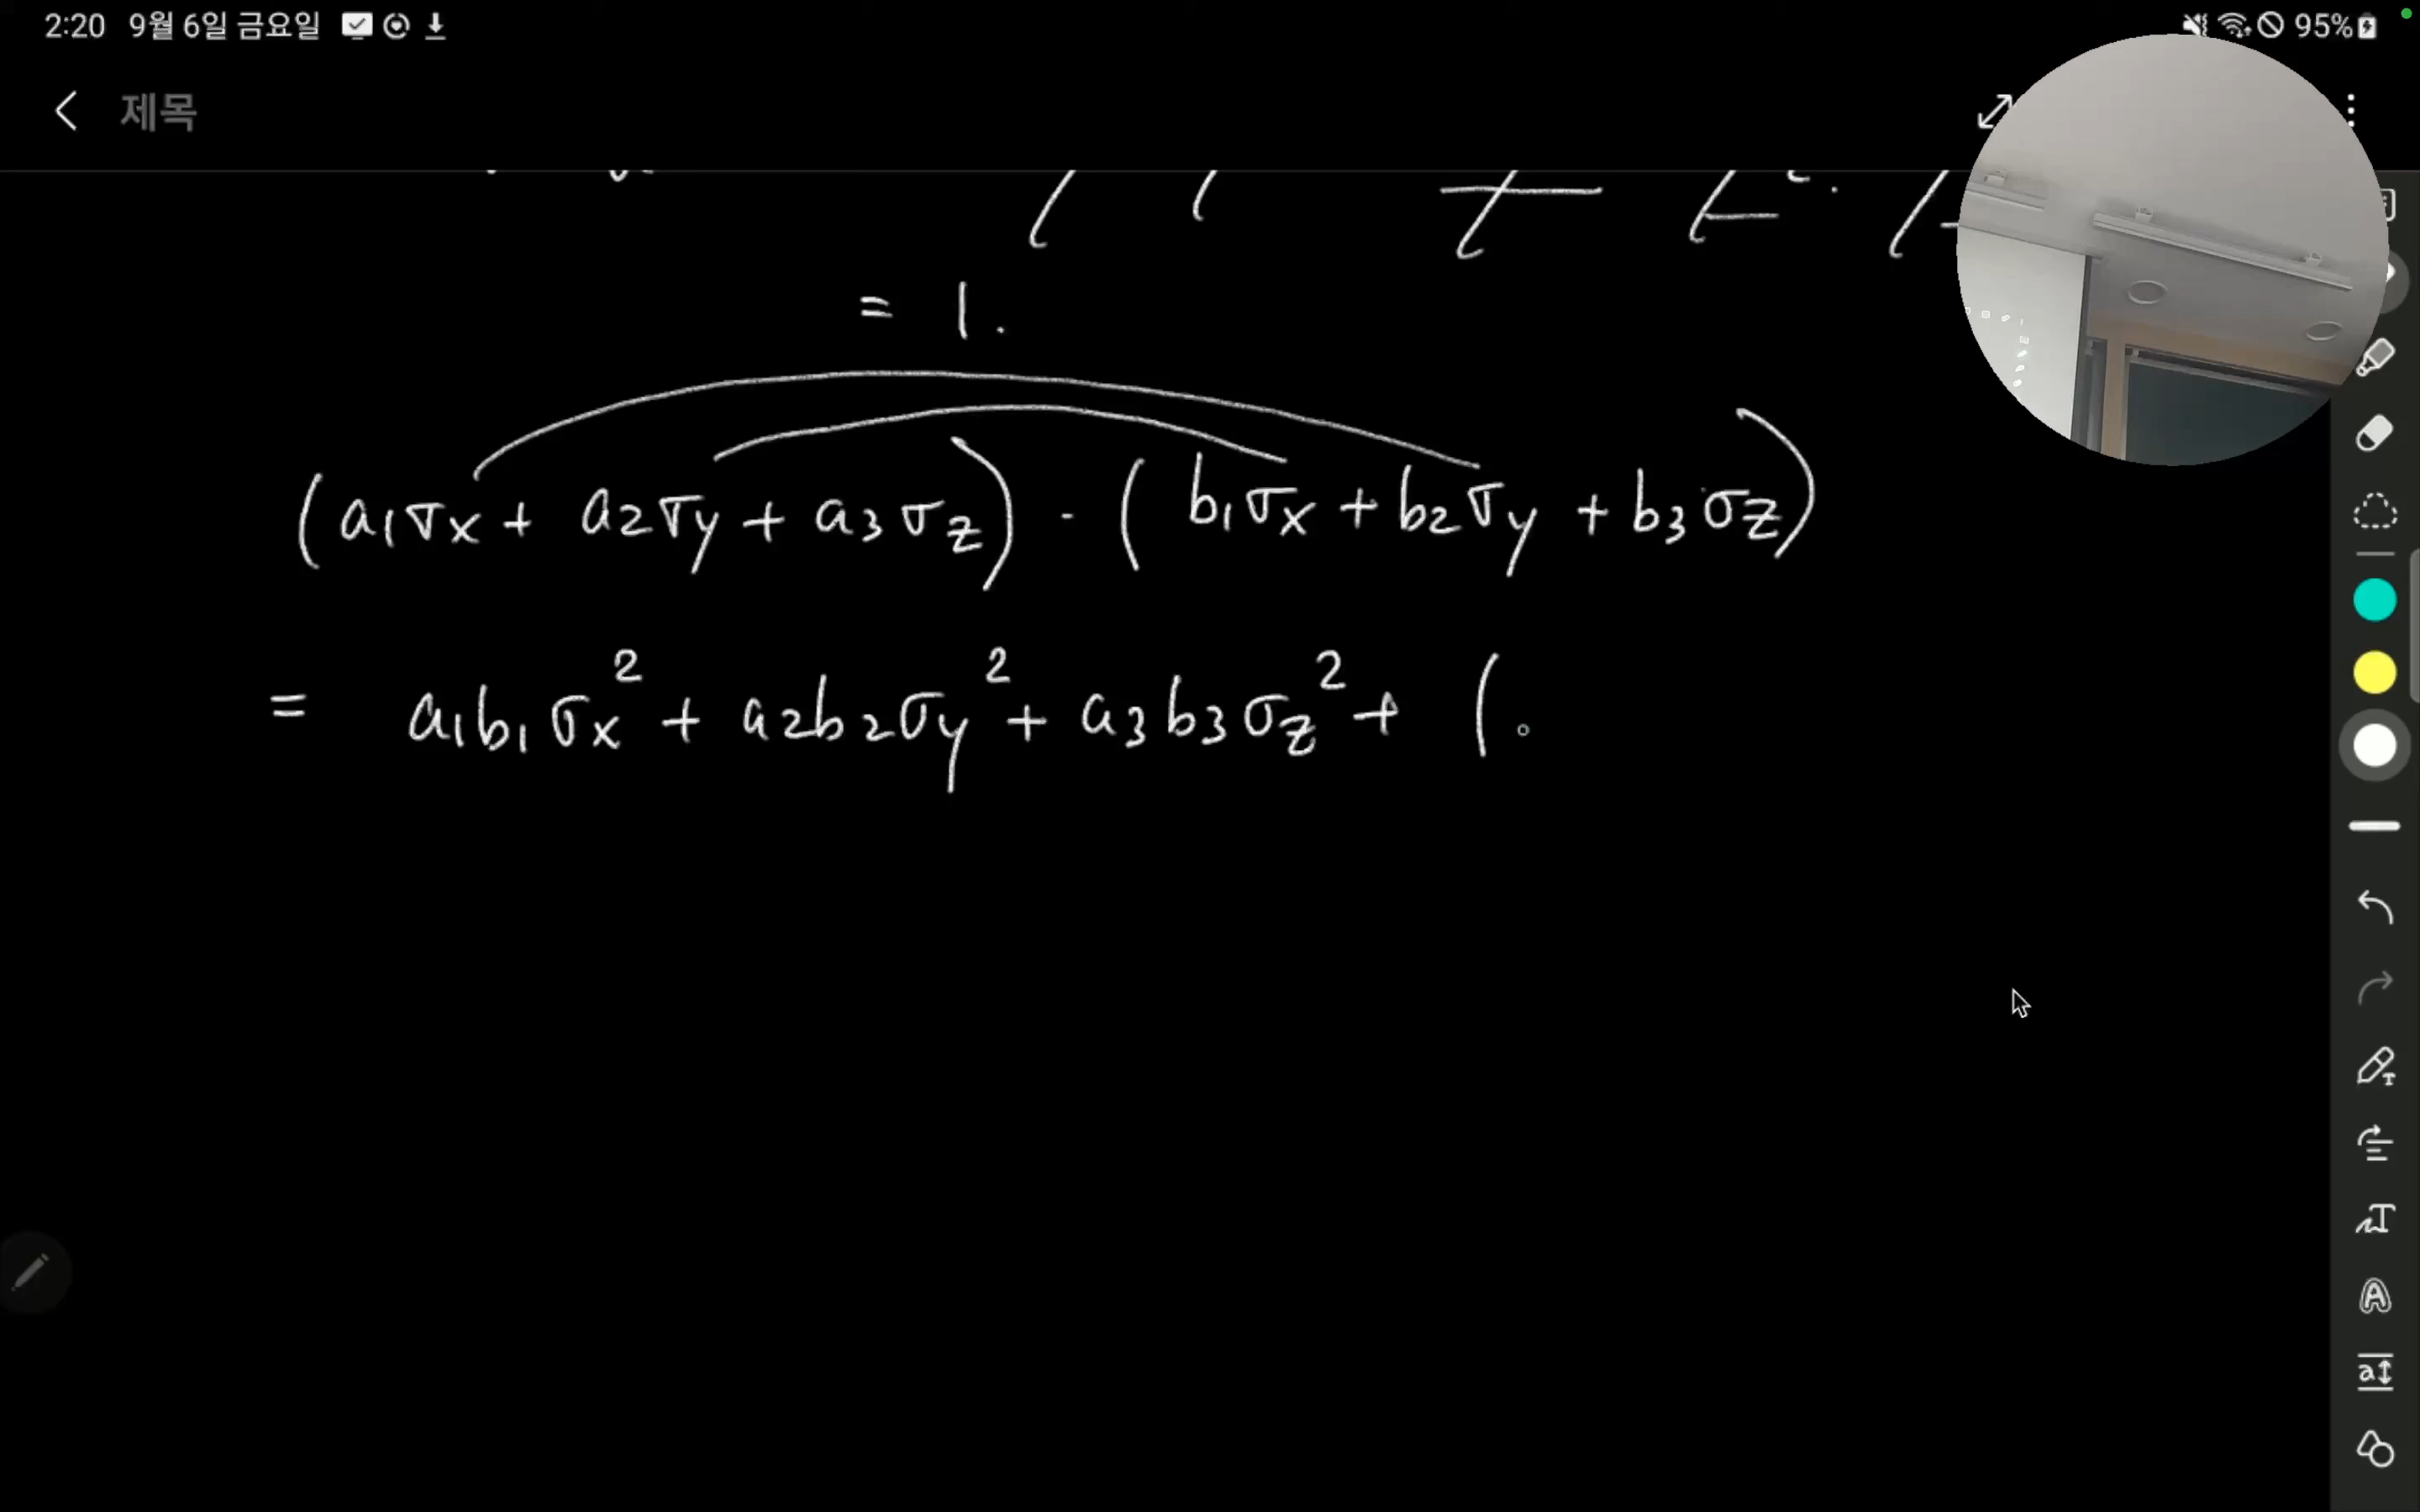 2:20 9월 6일 금요일 95%
제목
= 1.
(a₁σx + a₂σy + a₃σz) · (b₁σx + b₂σy + b₃σz)
= a₁b₁σx² + a₂b₂σy² + a₃b₃σz² + (